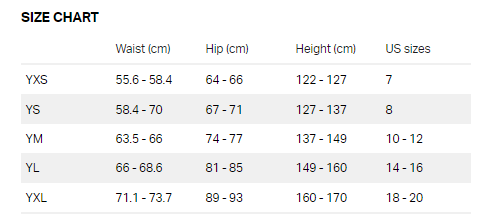 SIZE CHART
Waist (cm) Hip (cm) Height (cm) US sizes
YXS 55.6 - 58.4 64 - 66 122 - 127 7
YS 58.4 - 70 67 - 71 127 - 137 8
YM 63.5 - 66 74 - 77 137 - 149 10 - 12
YL 66 - 68.6 81 - 85 149 - 160 14 - 16
YXL 71.1 - 73.7 89 - 93 160 - 170 18 - 20